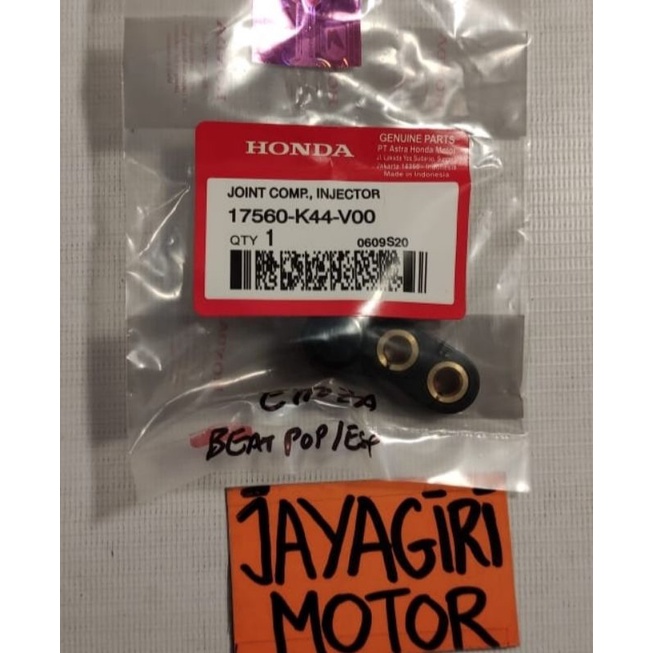 HONDA
GENUINE PARTS
PT Astra Honda Motor
Made in Indonesia
JOINT COMP., INJECTOR
17560-K44-V00
QTY 1
0609S20
BEAT POP/ESP
JAYAGIRI
MOTOR